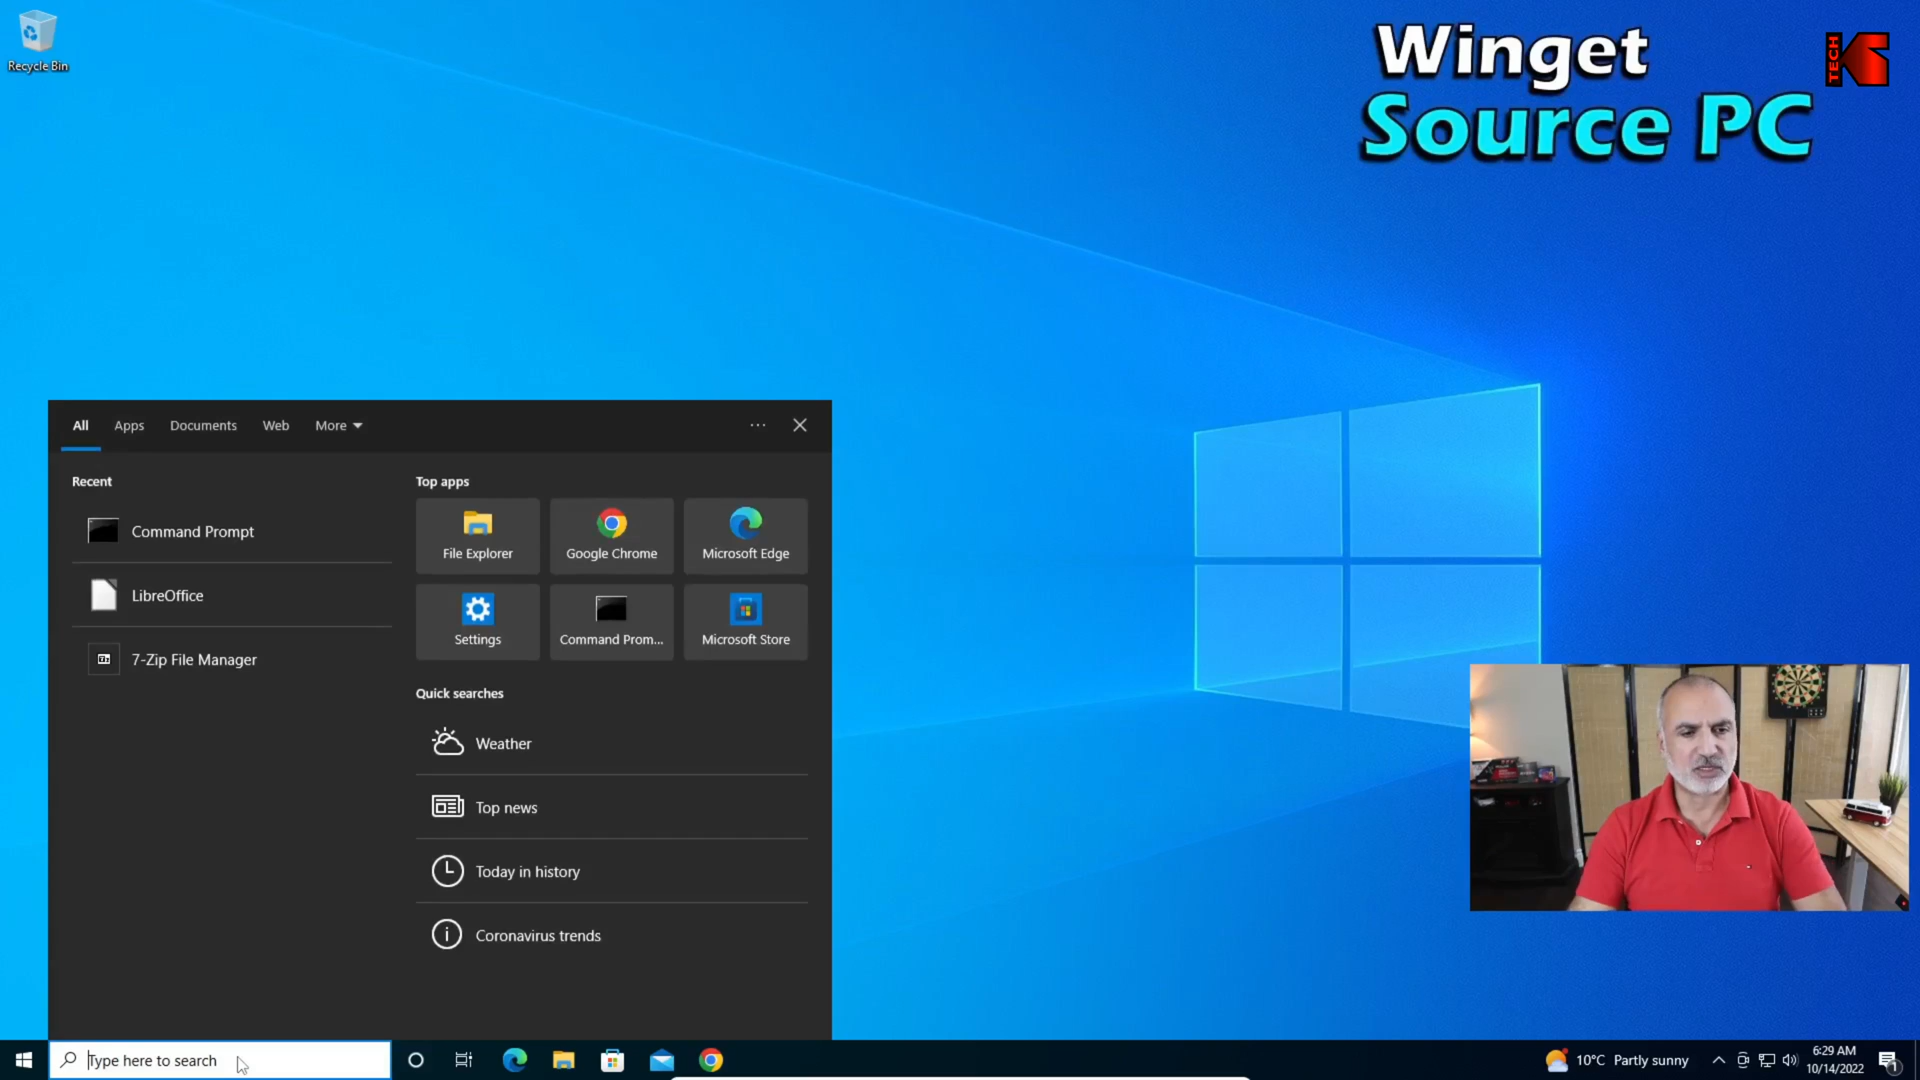 Recycle Bin
Winget
Source PC
TECH
K
All Apps Documents Web More
Recent
Command Prompt
LibreOffice
7-Zip File Manager
Top apps
File Explorer Google Chrome Microsoft Edge
Settings Command Prom... Microsoft Store
Quick searches
Weather
Top news
Today in history
Coronavirus trends
Type here to search
10°C Partly sunny
6:29 AM
10/14/2022
1